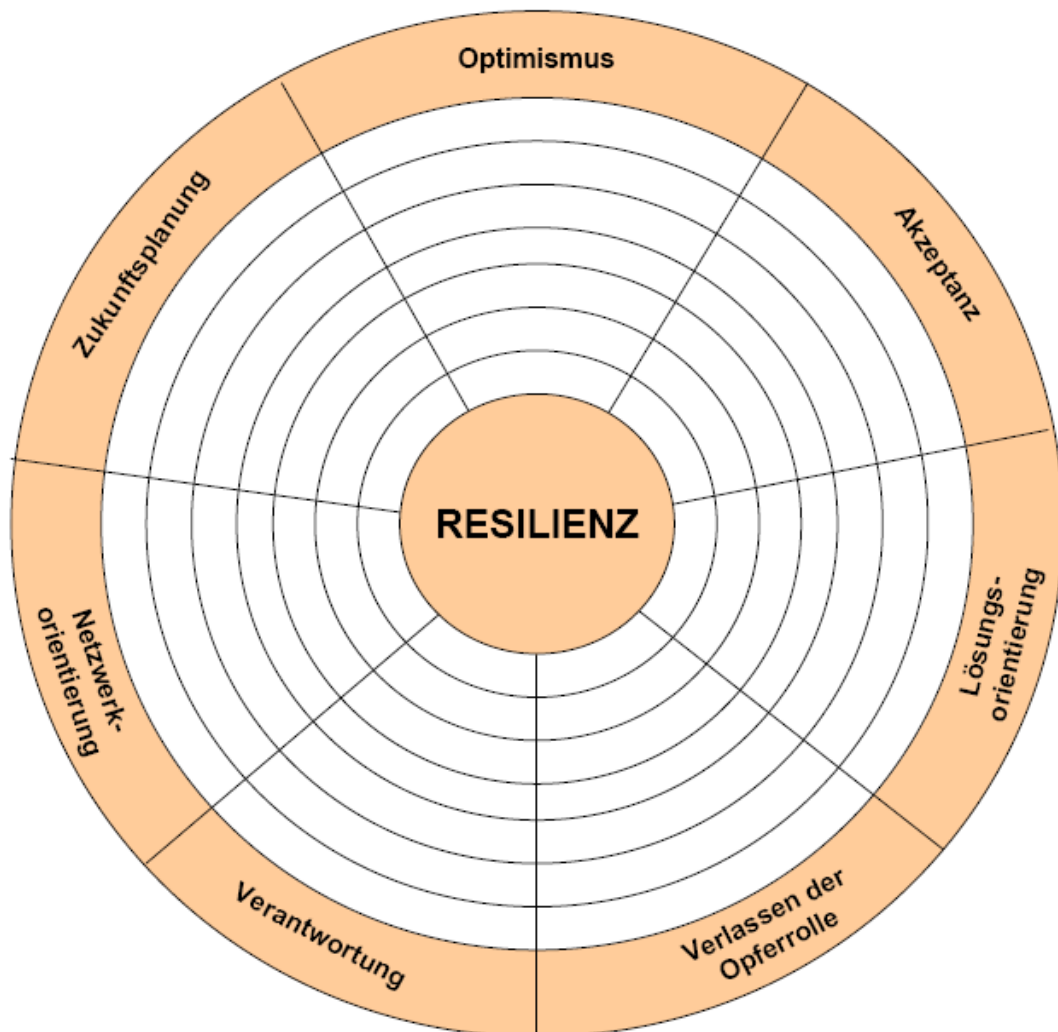 Optimismus
Akzeptanz
Lösungs-
orientierung
Verlassen der
Opferrolle
Verantwortung
Netzwerk-
orientierung
Zukunftsplanung
RESILIENZ